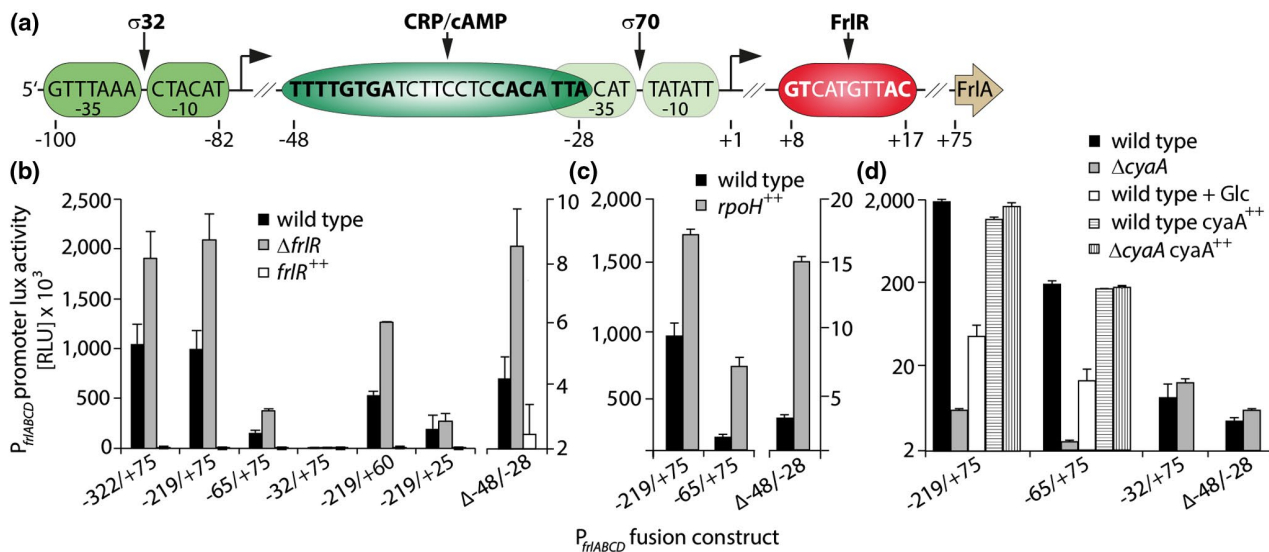 (a)
σ32
CRP/cAMP
σ70
FrlR
5'
GTTTAAA
CTACAT
TTTTGTGATCTTCCTCCACA TTA
CAT
TATATT
GTCATGTTAC
FrlA
-35
-10
-35
-10
-100
-82
-48
-28
+1
+8
+17
+75
(b)
P frlABCD promoter lux activity
[RLU] x 10³
2,500
2,000
1,500
1,000
500
0
wild type
ΔfrlR
frlR++
10
8
6
4
2
-322/+75
-219/+75
-65/+75
-32/+75
-219/+60
-219/+25
Δ-48/-28
(c)
wild type
rpoH++
2,000
1,500
1,000
500
20
15
10
5
-219/+75
-65/+75
Δ-48/-28
(d)
wild type
ΔcyaA
wild type + Glc
wild type cyaA++
ΔcyaA cyaA++
2,000
200
20
2
-219/+75
-65/+75
-32/+75
Δ-48/-28
P frlABCD fusion construct